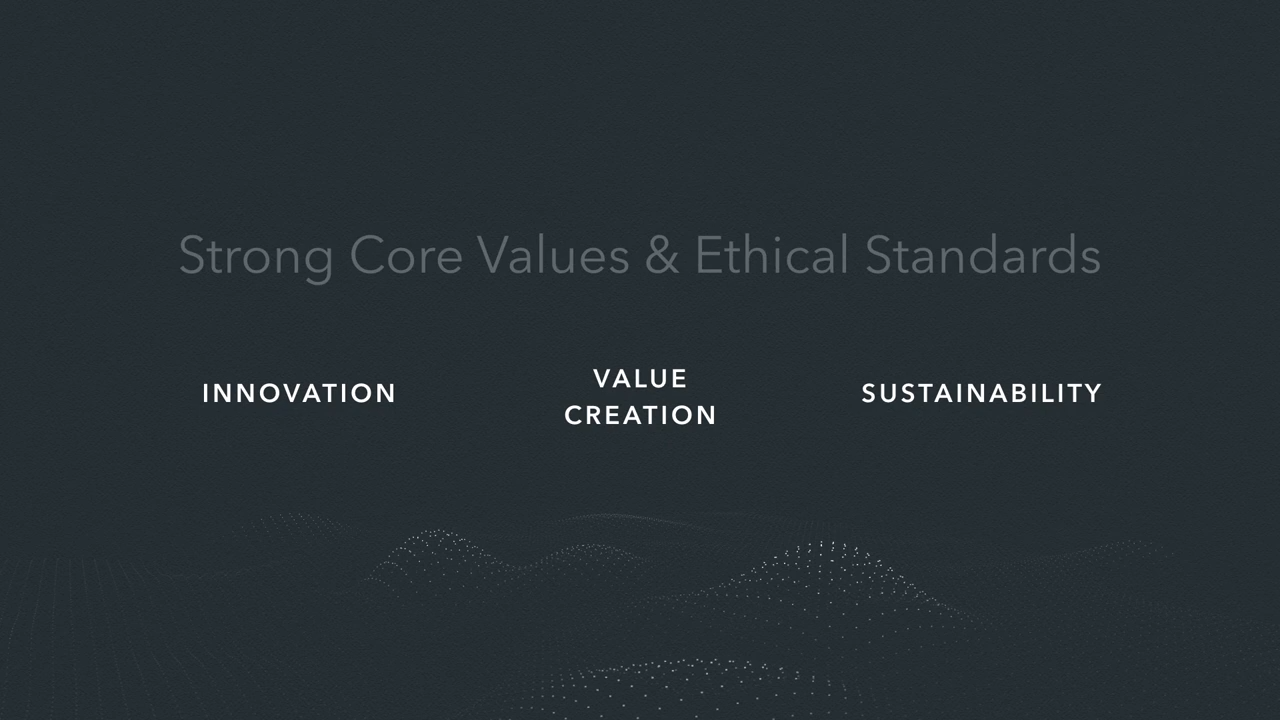 Strong Core Values & Ethical Standards
INNOVATION
VALUE
CREATION
SUSTAINABILITY